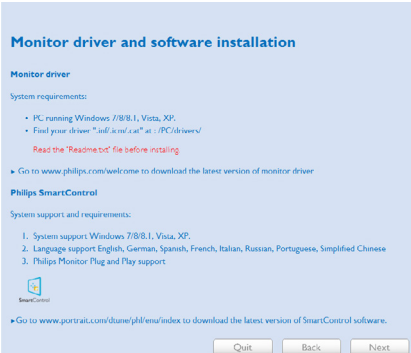 Monitor driver and software installation
Monitor driver
System requirements:
• PC running Windows 7/8/8.1, Vista, XP.
• Find your driver ".inf/.icm/.cat" at : /PC/drivers/
Read the "Readme.txt" file before installing
▸ Go to www.philips.com/welcome to download the latest version of monitor driver
Philips SmartControl
System support and requirements:
1. System support Windows 7/8/8.1, Vista, XP.
2. Language support English, German, Spanish, French, Italian, Russian, Portuguese, Simplified Chinese
3. Philips Monitor Plug and Play support
SmartControl
▸Go to www.portrait.com/dtune/phl/enu/index to download the latest version of SmartControl software.
Quit Back Next